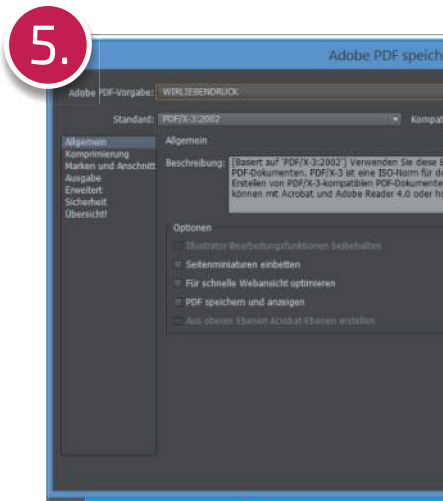 5.
Adobe PDF speich
Adobe PDF-Vorgabe: WIRLIEBENDRUCK
Standard: PDF/X-3:2002 Kompat
Allgemein
Komprimierung
Marken und Anschnitt
Ausgabe
Erweitert
Sicherheit
Übersicht!
Allgemein
Beschreibung: [Basiert auf 'PDF/X-3:2002'] Verwenden Sie diese E
PDF-Dokumenten. PDF/X-3 ist eine ISO-Norm für de
Erstellen von PDF/X-3-kompatiblen PDF-Dokumente
können mit Acrobat und Adobe Reader 4.0 oder hö
Optionen
Illustrator-Bearbeitungsfunktionen beibehalten
Seitenminiaturen einbetten
Für schnelle Webansicht optimieren
PDF speichern und anzeigen
Aus oberen Ebenen Acrobat-Ebenen erstellen